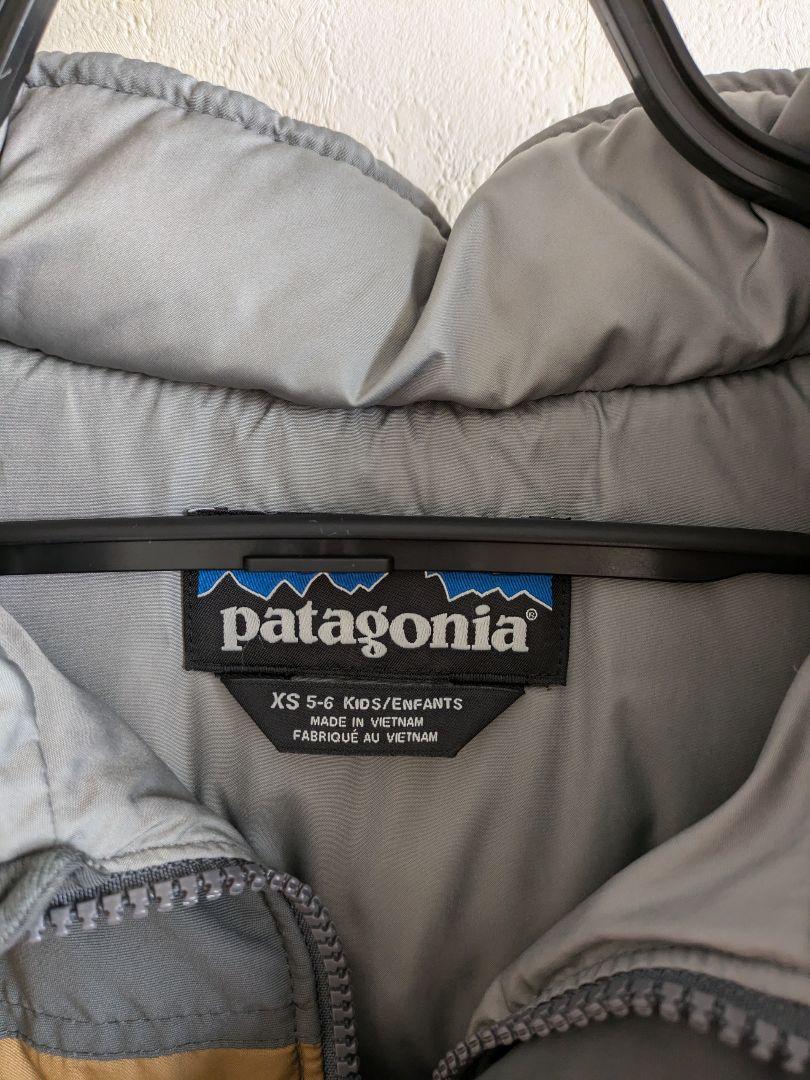 patagonia®
XS 5-6 KIDS/ENFANTS
MADE IN VIETNAM
FABRIQUÉ AU VIETNAM